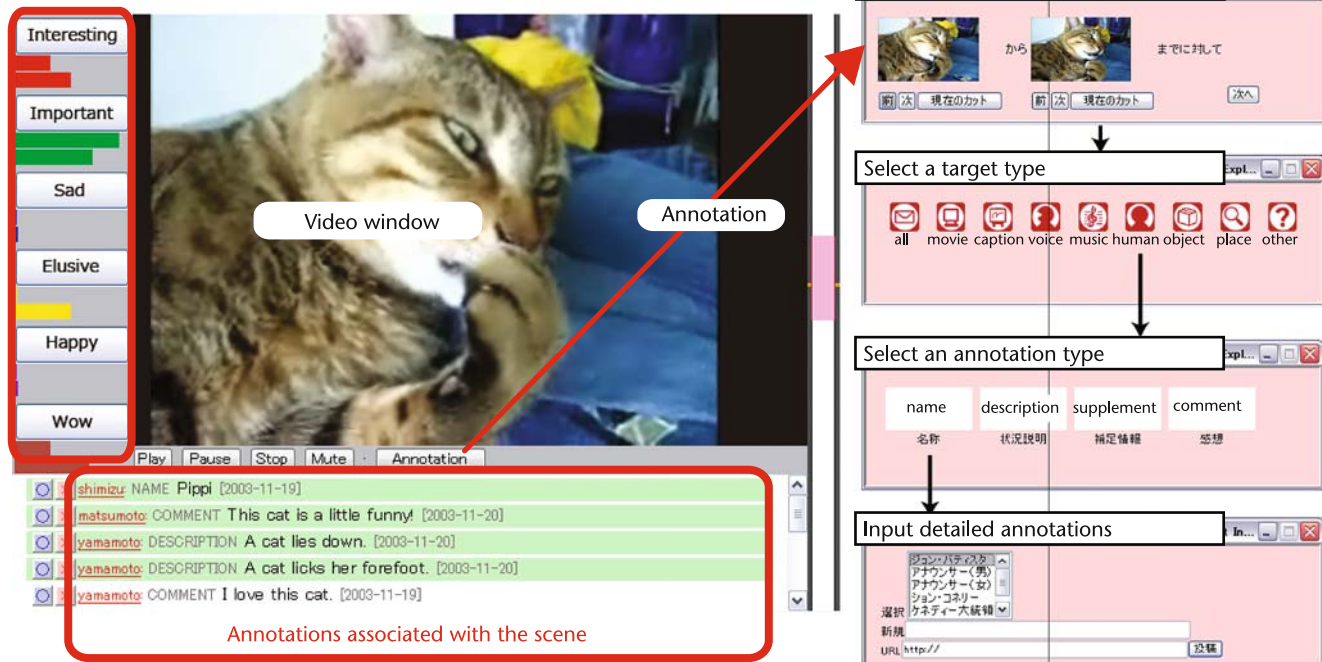 Interesting
Important
Sad
Elusive
Happy
Wow
Video window
Annotation
Play Pause Stop Mute · Annotation
shimizu: NAME Pippi [2003-11-19]
matsumoto: COMMENT This cat is a little funny! [2003-11-20]
yamamoto: DESCRIPTION A cat lies down. [2003-11-20]
yamamoto: DESCRIPTION A cat licks her forefoot. [2003-11-20]
yamamoto: COMMENT I love this cat. [2003-11-19]
Annotations associated with the scene
から までに対して
前 次 現在のカット 前 次 現在のカット 次へ
Select a target type Expl...
all movie caption voice music human object place other
Select an annotation type Expl...
name description supplement comment
名称 状況説明 補足情報 感想
Input detailed annotations t In...
ジョン・バティスタ
アナウンサー(男)
アナウンサー(女)
ション・コネリー
選択 ケネディー大統領
新規
URL http:// 投稿